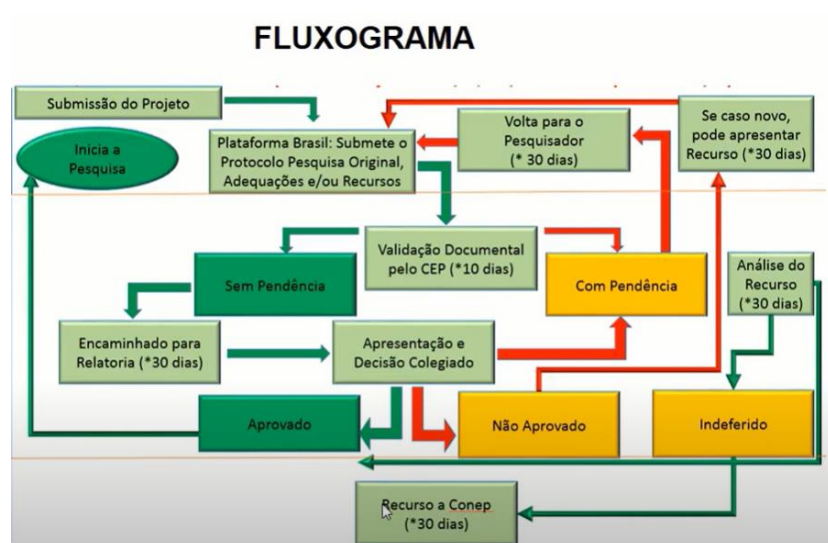 FLUXOGRAMA
Submissão do Projeto
Inicia a
Pesquisa
Plataforma Brasil: Submete o
Protocolo Pesquisa Original,
Adequações e/ou Recursos
Volta para o
Pesquisador
(* 30 dias)
Se caso novo,
pode apresentar
Recurso (*30 dias)
Validação Documental
pelo CEP (*10 dias)
Sem Pendência
Com Pendência
Análise do
Recurso
(*30 dias)
Encaminhado para
Relatoria (*30 dias)
Apresentação e
Decisão Colegiado
Aprovado
Não Aprovado
Indeferido
Recurso a Conep
(*30 dias)